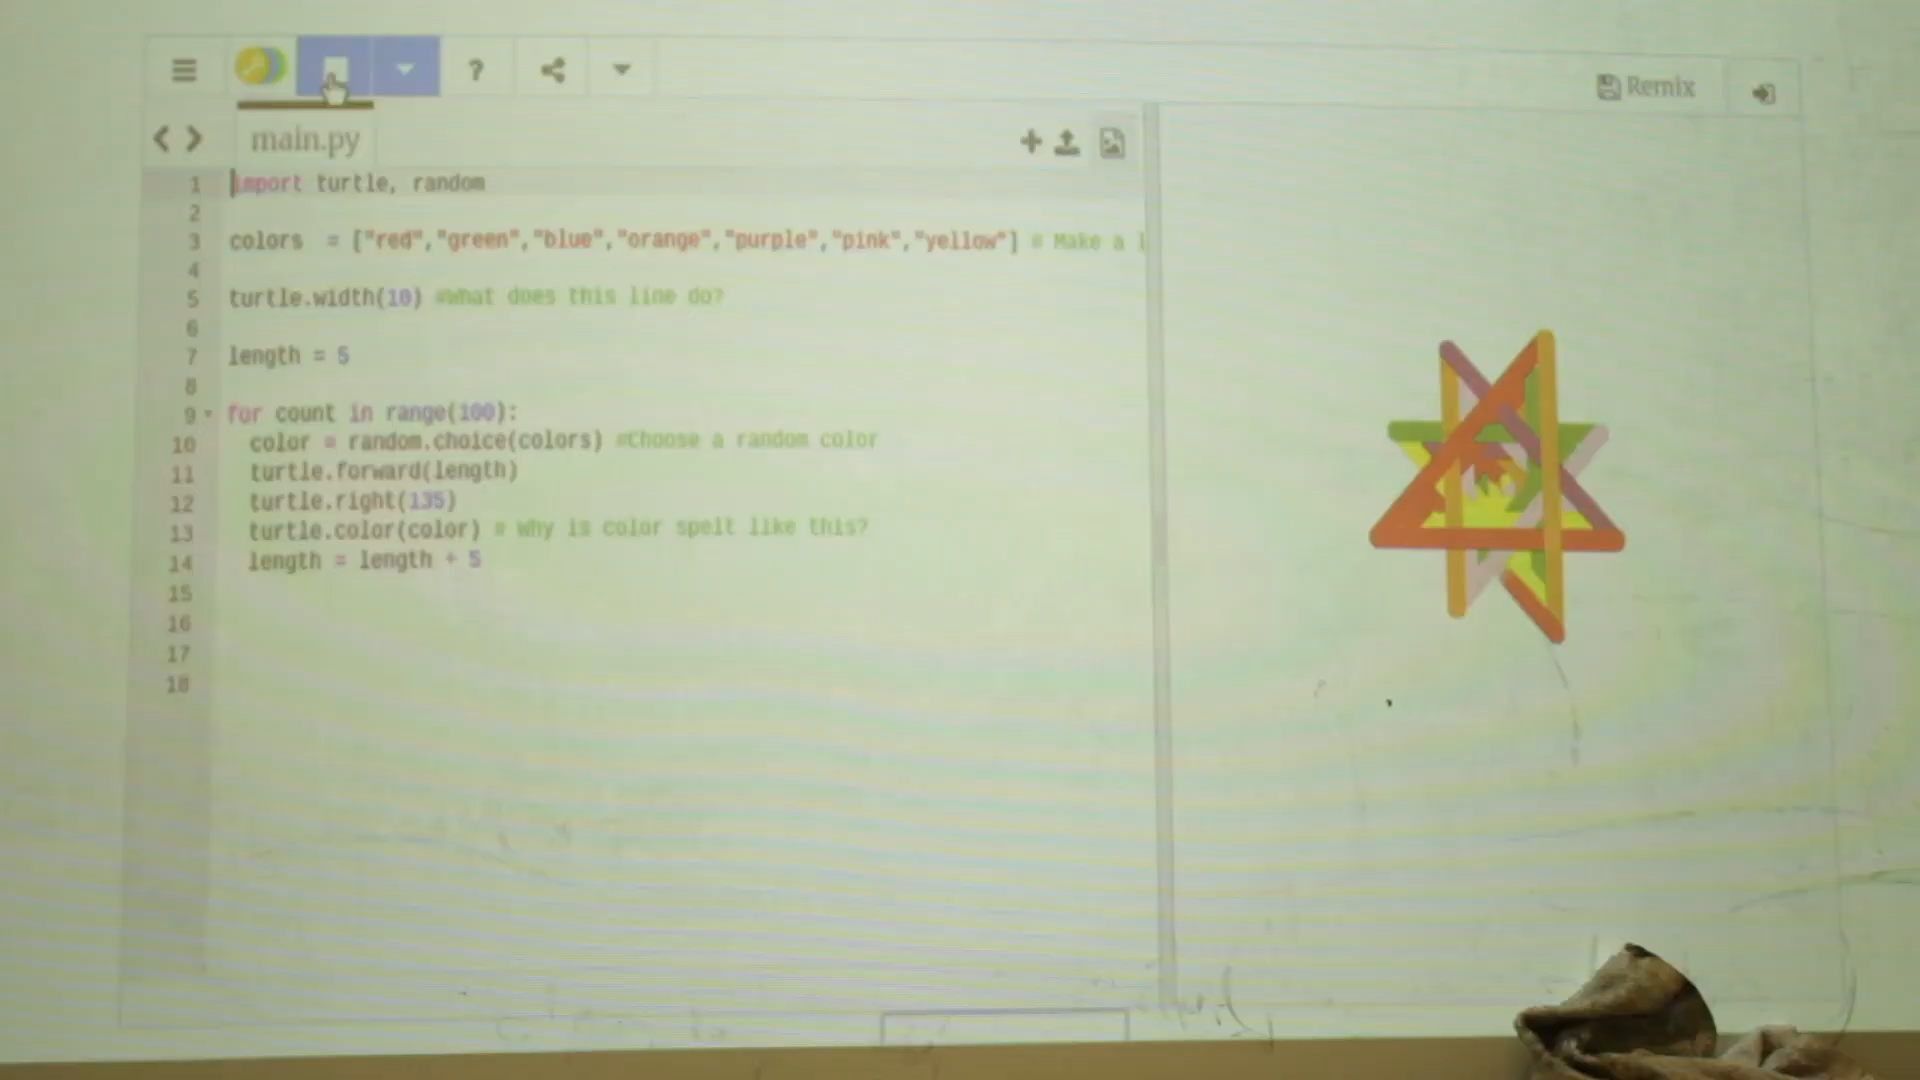 ?
Remix
main.py
1 import turtle, random
2
3 colors = ["red","green","blue","orange","purple","pink","yellow"] # Make a l
4
5 turtle.width(10) #What does this line do?
6
7 length = 5
8
9 for count in range(100):
10 color = random.choice(colors) #Choose a random color
11 turtle.forward(length)
12 turtle.right(135)
13 turtle.color(color) # Why is color spelt like this?
14 length = length + 5
15
16
17
18